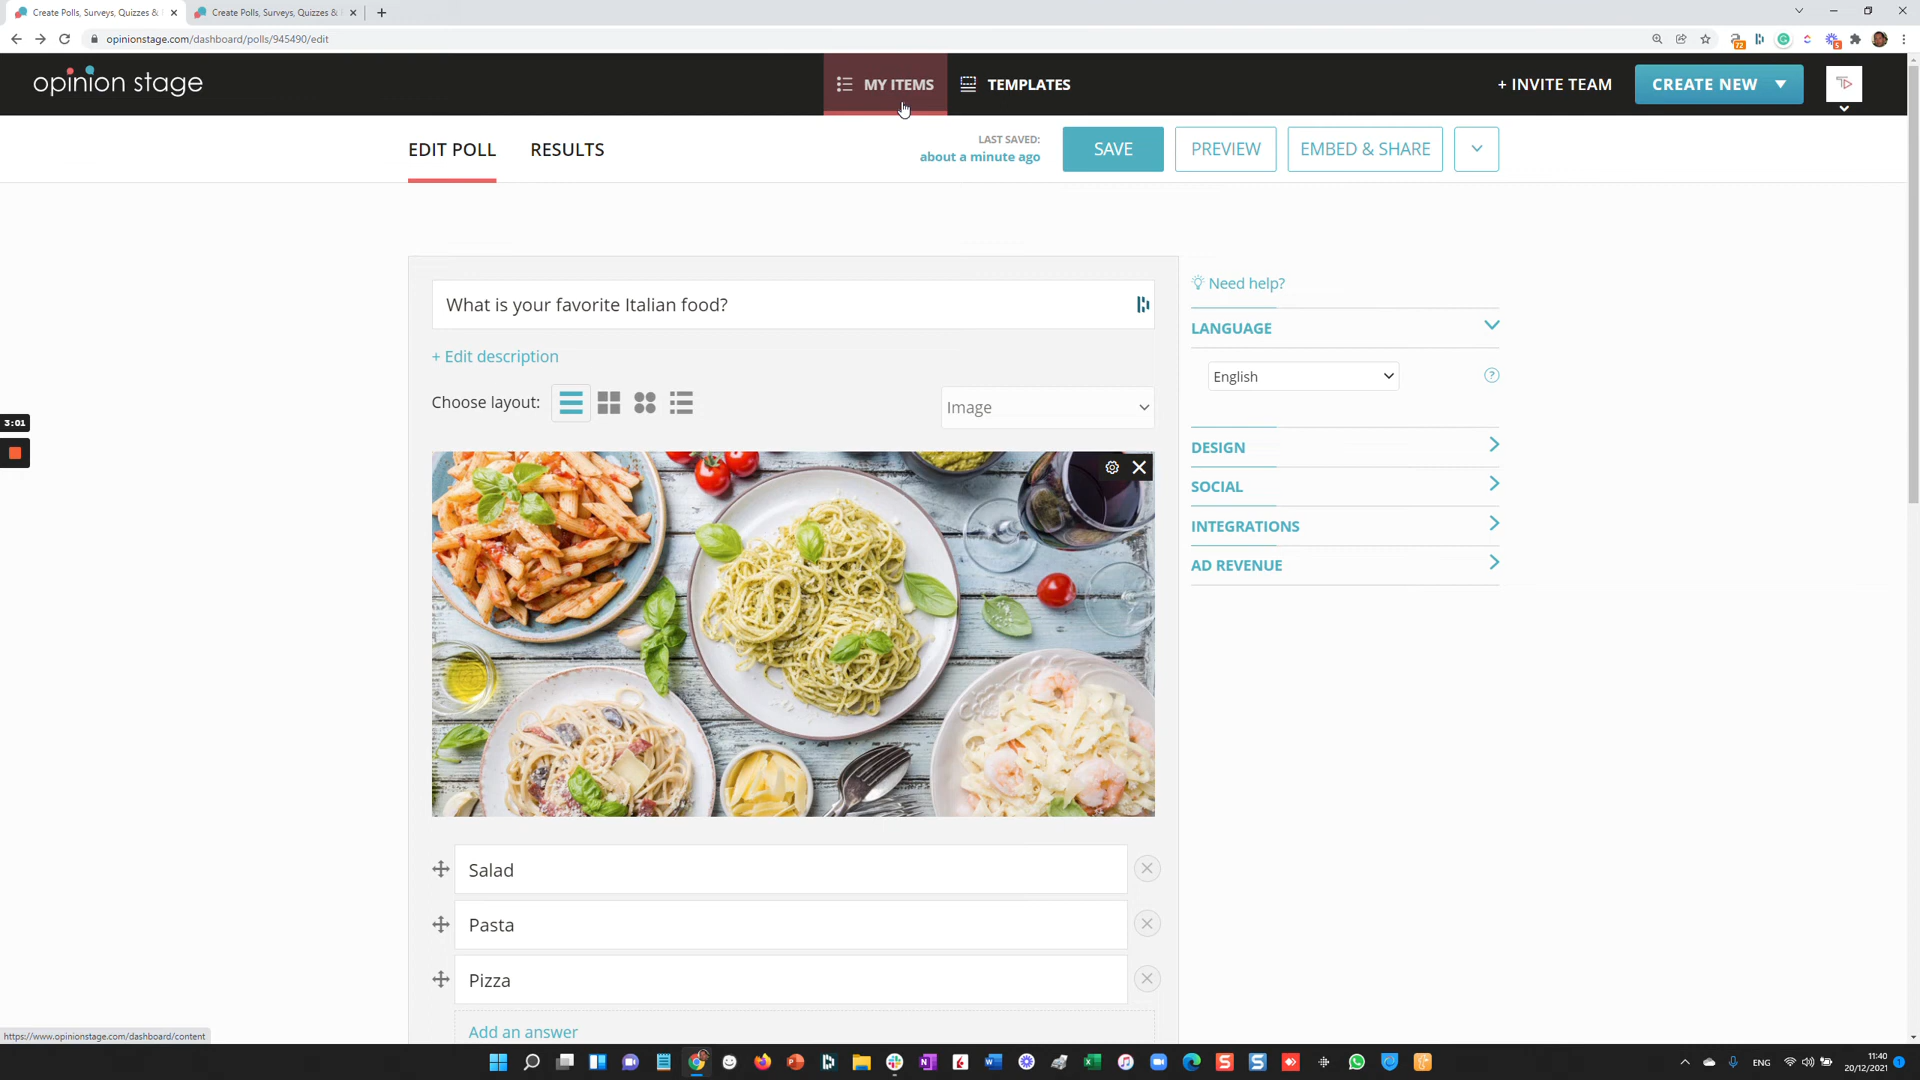 Create Polls, Surveys, Quizzes &
Create Polls, Surveys, Quizzes &
opinionstage.com/dashboard/polls/945490/edit
72
5
opinion stage
MY ITEMS
TEMPLATES
+ INVITE TEAM
CREATE NEW
EDIT POLL
RESULTS
LAST SAVED:
about a minute ago
SAVE
PREVIEW
EMBED & SHARE
What is your favorite Italian food?
Need help?
LANGUAGE
+ Edit description
English
?
Choose layout:
Image
3:01
DESIGN
SOCIAL
INTEGRATIONS
AD REVENUE
Salad
Pasta
Pizza
Add an answer
https://www.opinionstage.com/dashboard/content
ENG
11:40
20/12/2021
1